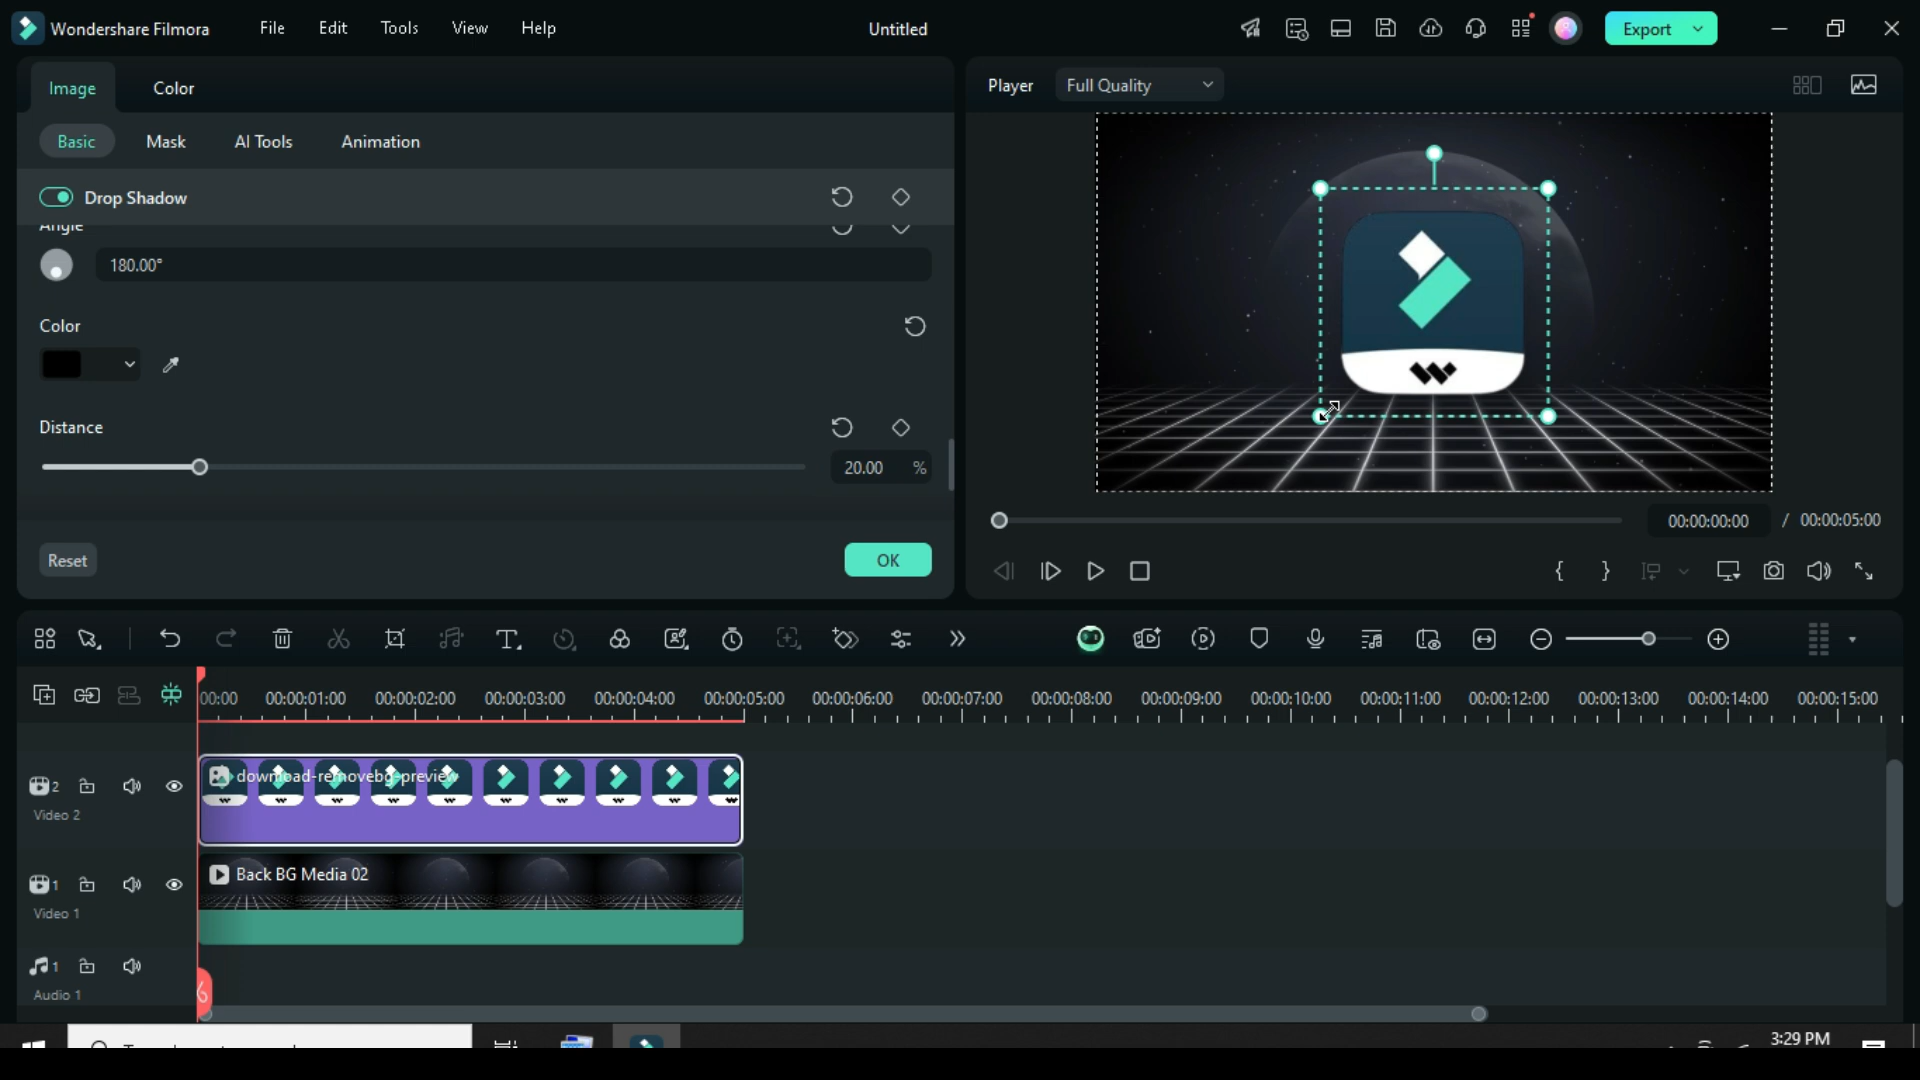 Wondershare Filmora
File
Edit
Tools
View
Help
Untitled
Export
Image
Color
Basic
Mask
AI Tools
Animation
Drop Shadow
Angle
180.00°
Color
Distance
20.00 %
Reset
OK
Player
Full Quality
00:00:00:00 / 00:00:05:00
{ }
00:00 00:00:01:00 00:00:02:00 00:00:03:00 00:00:04:00 00:00:05:00 00:00:06:00 00:00:07:00 00:00:08:00 00:00:09:00 00:00:10:00 00:00:11:00 00:00:12:00 00:00:13:00 00:00:14:00 00:00:15:00
2
download-removebg-preview
Video 2
1
Back BG Media 02
Video 1
1
Audio 1
3:29 PM